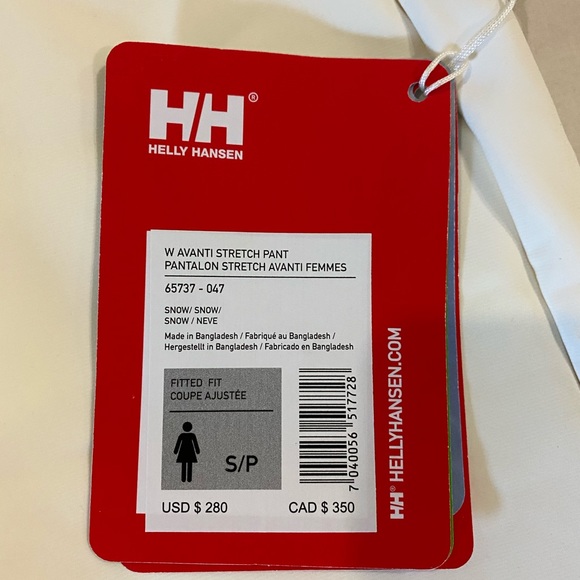 HH®
HELLY HANSEN
W AVANTI STRETCH PANT
PANTALON STRETCH AVANTI FEMMES
65737 - 047
SNOW/ SNOW/
SNOW / NEVE
Made in Bangladesh / Fabriqué au Bangladesh /
Hergestellt in Bangladesh / Fabricado en Bangladesh
FITTED FIT
COUPE AJUSTÉE
S/P
7 040056 517728
USD $ 280
CAD $ 350
HH® HELLYHANSEN.COM